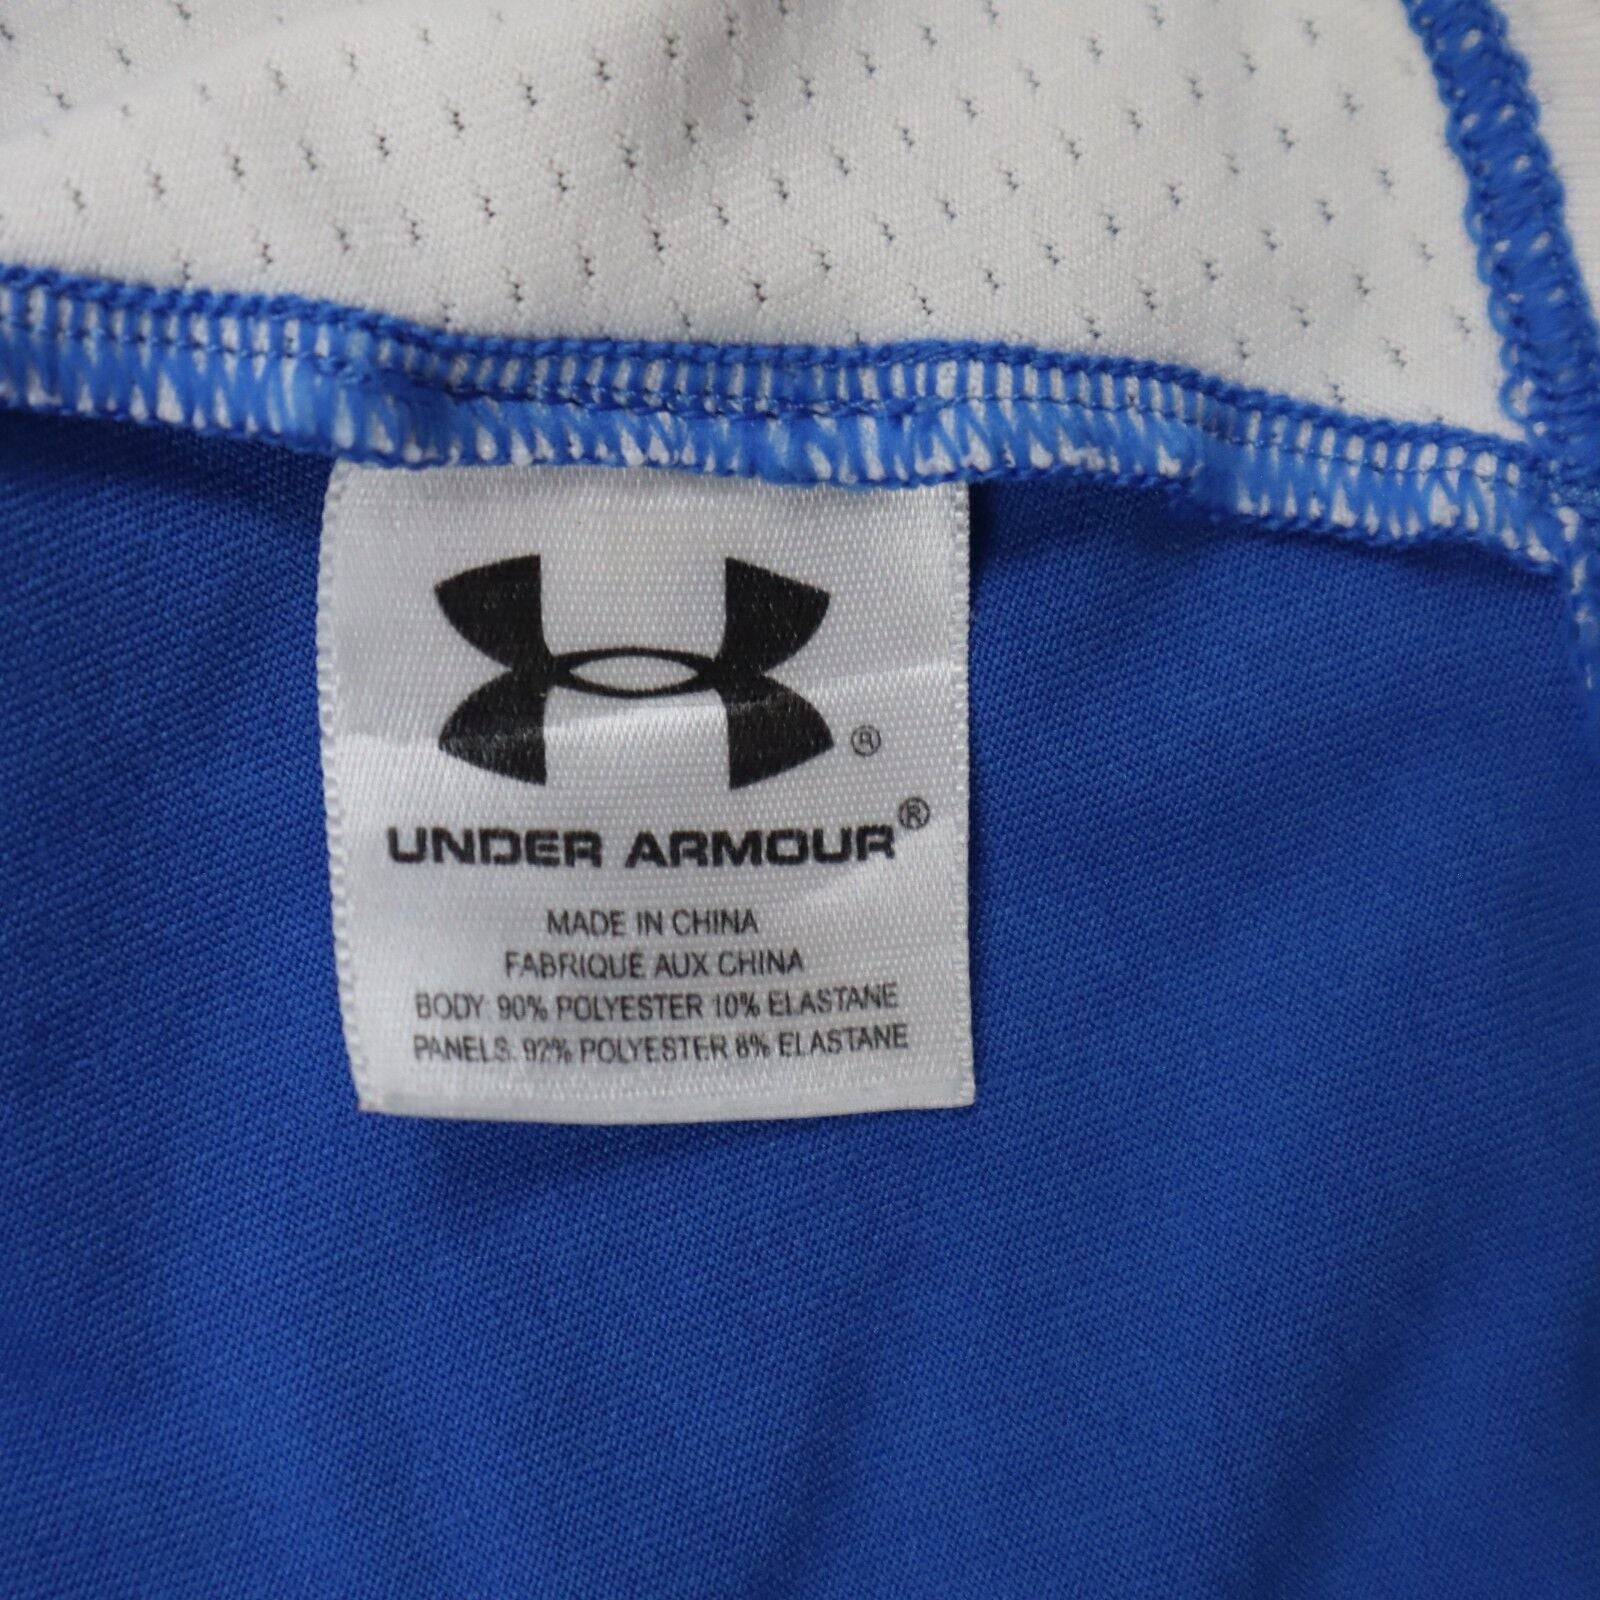 ®
UNDER ARMOUR®
MADE IN CHINA
FABRIQUÉ AUX CHINA
BODY: 90% POLYESTER 10% ELASTANE
PANELS: 92% POLYESTER 8% ELASTANE